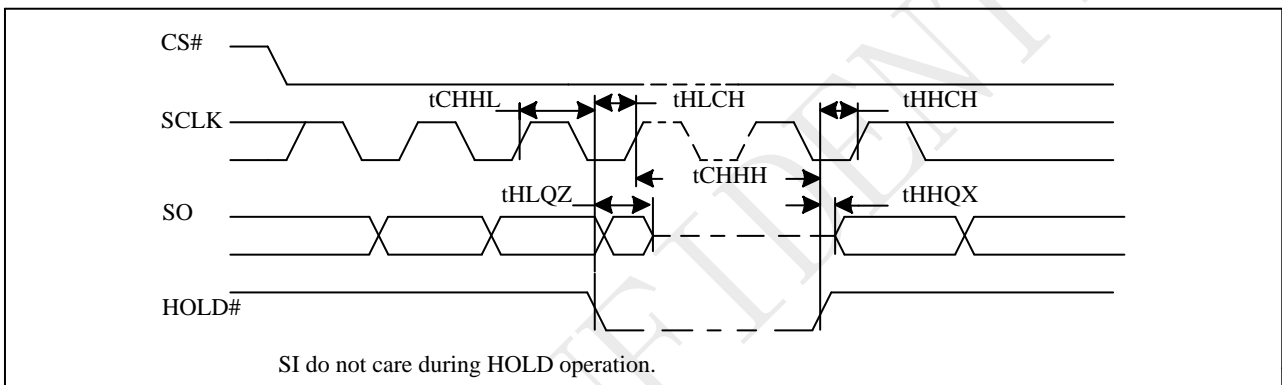 CS#
tCHHL tHLCH tHHCH
SCLK
tCHHH
tHLQZ tHHQX
SO
HOLD#
SI do not care during HOLD operation.